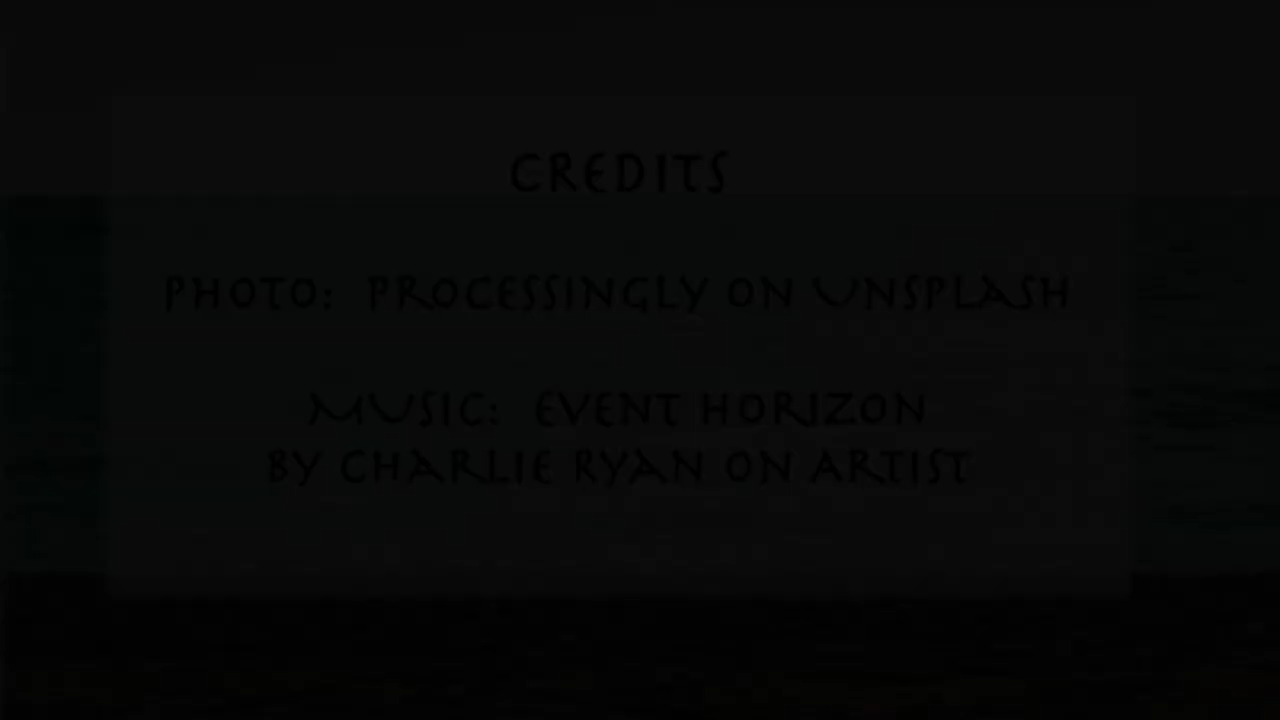 CREDITS
PHOTO: PROCESSINGLY ON UNSPLASH
MUSIC: EVENT HORIZON
BY CHARLIE RYAN ON ARTIST